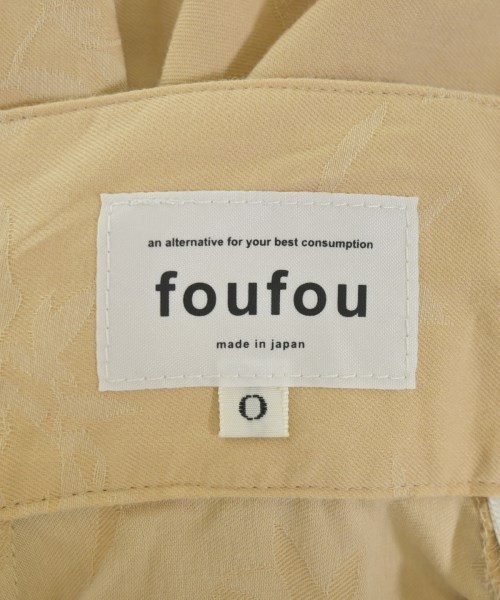 an alternative for your best consumption
foufou
made in japan
0